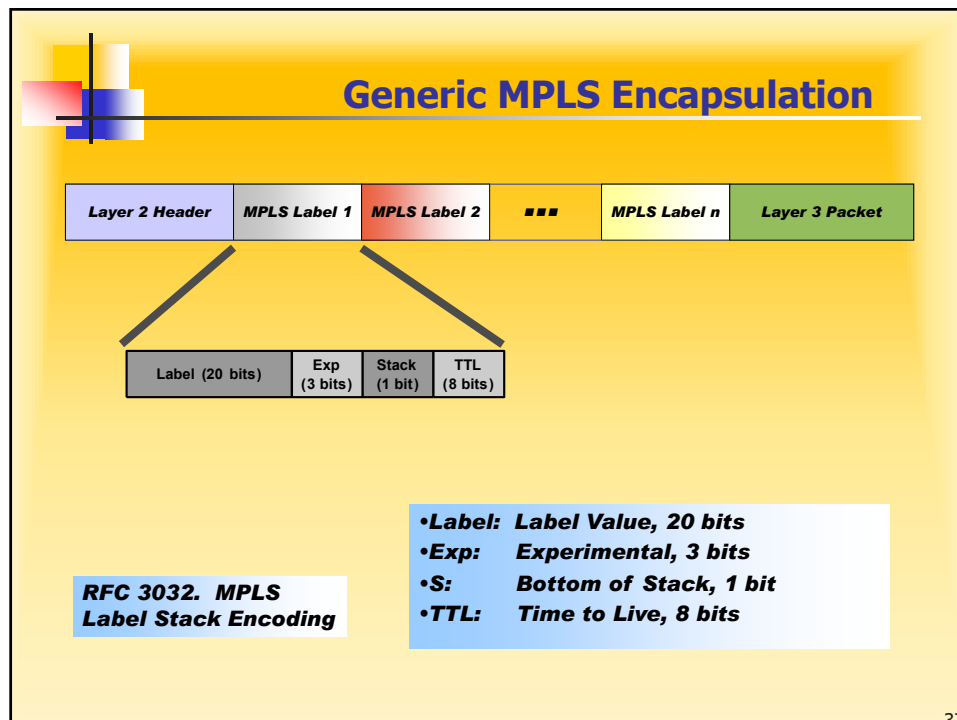 Generic MPLS Encapsulation
Layer 2 Header MPLS Label 1 MPLS Label 2 ▪▪▪ MPLS Label n Layer 3 Packet
Label (20 bits) Exp (3 bits) Stack (1 bit) TTL (8 bits)
•Label: Label Value, 20 bits
•Exp: Experimental, 3 bits
•S: Bottom of Stack, 1 bit
•TTL: Time to Live, 8 bits
RFC 3032. MPLS
Label Stack Encoding